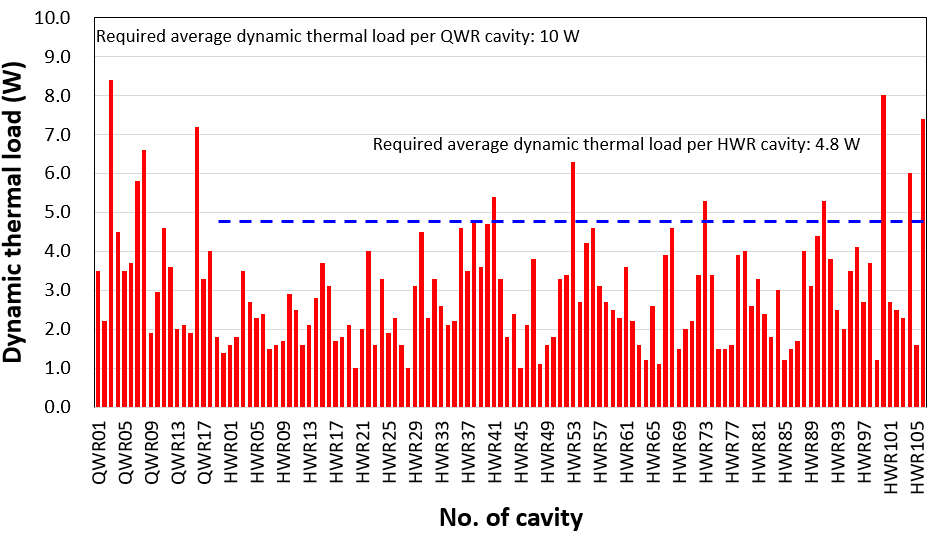 10.0
9.0
8.0
7.0
6.0
5.0
4.0
3.0
2.0
1.0
0.0
Dynamic thermal load (W)
Required average dynamic thermal load per QWR cavity: 10 W
Required average dynamic thermal load per HWR cavity: 4.8 W
QWR01
QWR05
QWR09
QWR13
QWR17
HWR01
HWR05
HWR09
HWR13
HWR17
HWR21
HWR25
HWR29
HWR33
HWR37
HWR41
HWR45
HWR49
HWR53
HWR57
HWR61
HWR65
HWR69
HWR73
HWR77
HWR81
HWR85
HWR89
HWR93
HWR97
HWR101
HWR105
No. of cavity